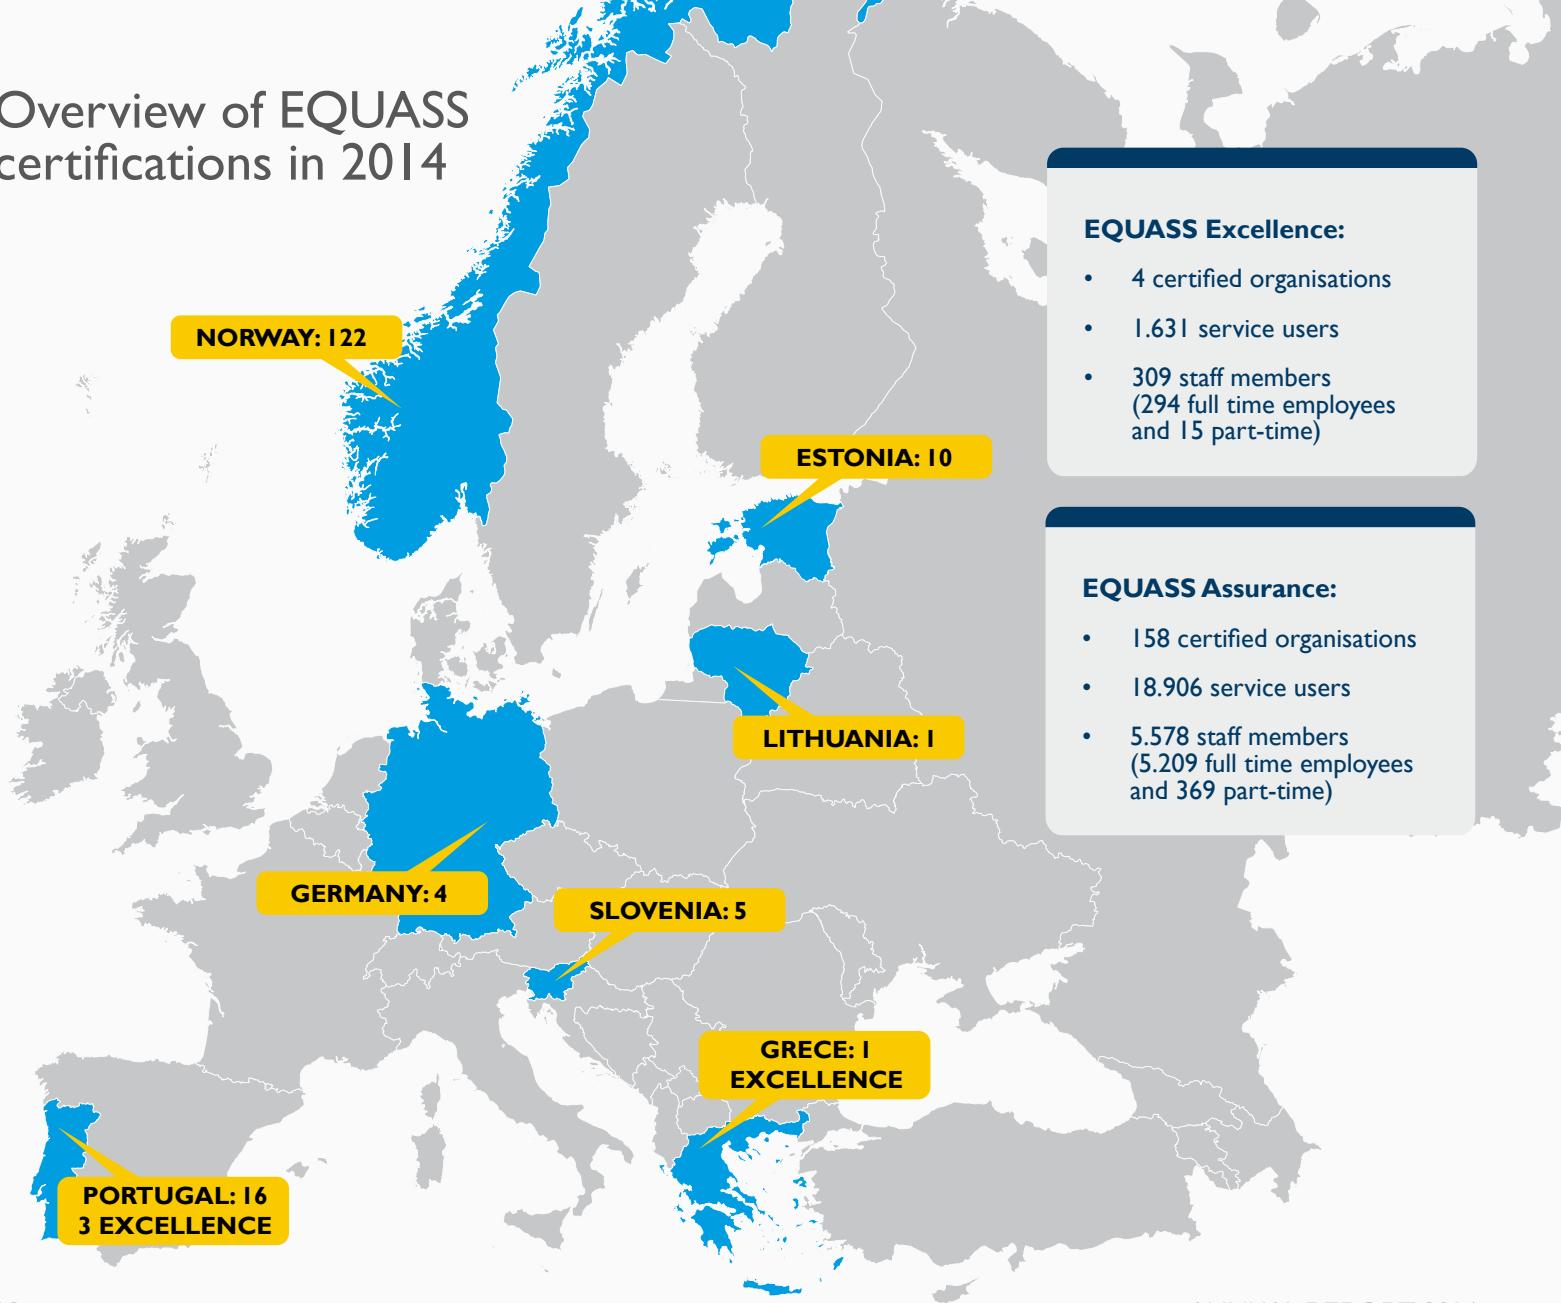 Overview of EQUASS
certifications in 2014
EQUASS Excellence:
• 4 certified organisations
• 1.631 service users
• 309 staff members
(294 full time employees
and 15 part-time)
NORWAY: 122
ESTONIA: 10
EQUASS Assurance:
• 158 certified organisations
• 18.906 service users
• 5.578 staff members
(5.209 full time employees
and 369 part-time)
LITHUANIA: 1
GERMANY: 4
SLOVENIA: 5
GRECE: 1
EXCELLENCE
PORTUGAL: 16
3 EXCELLENCE